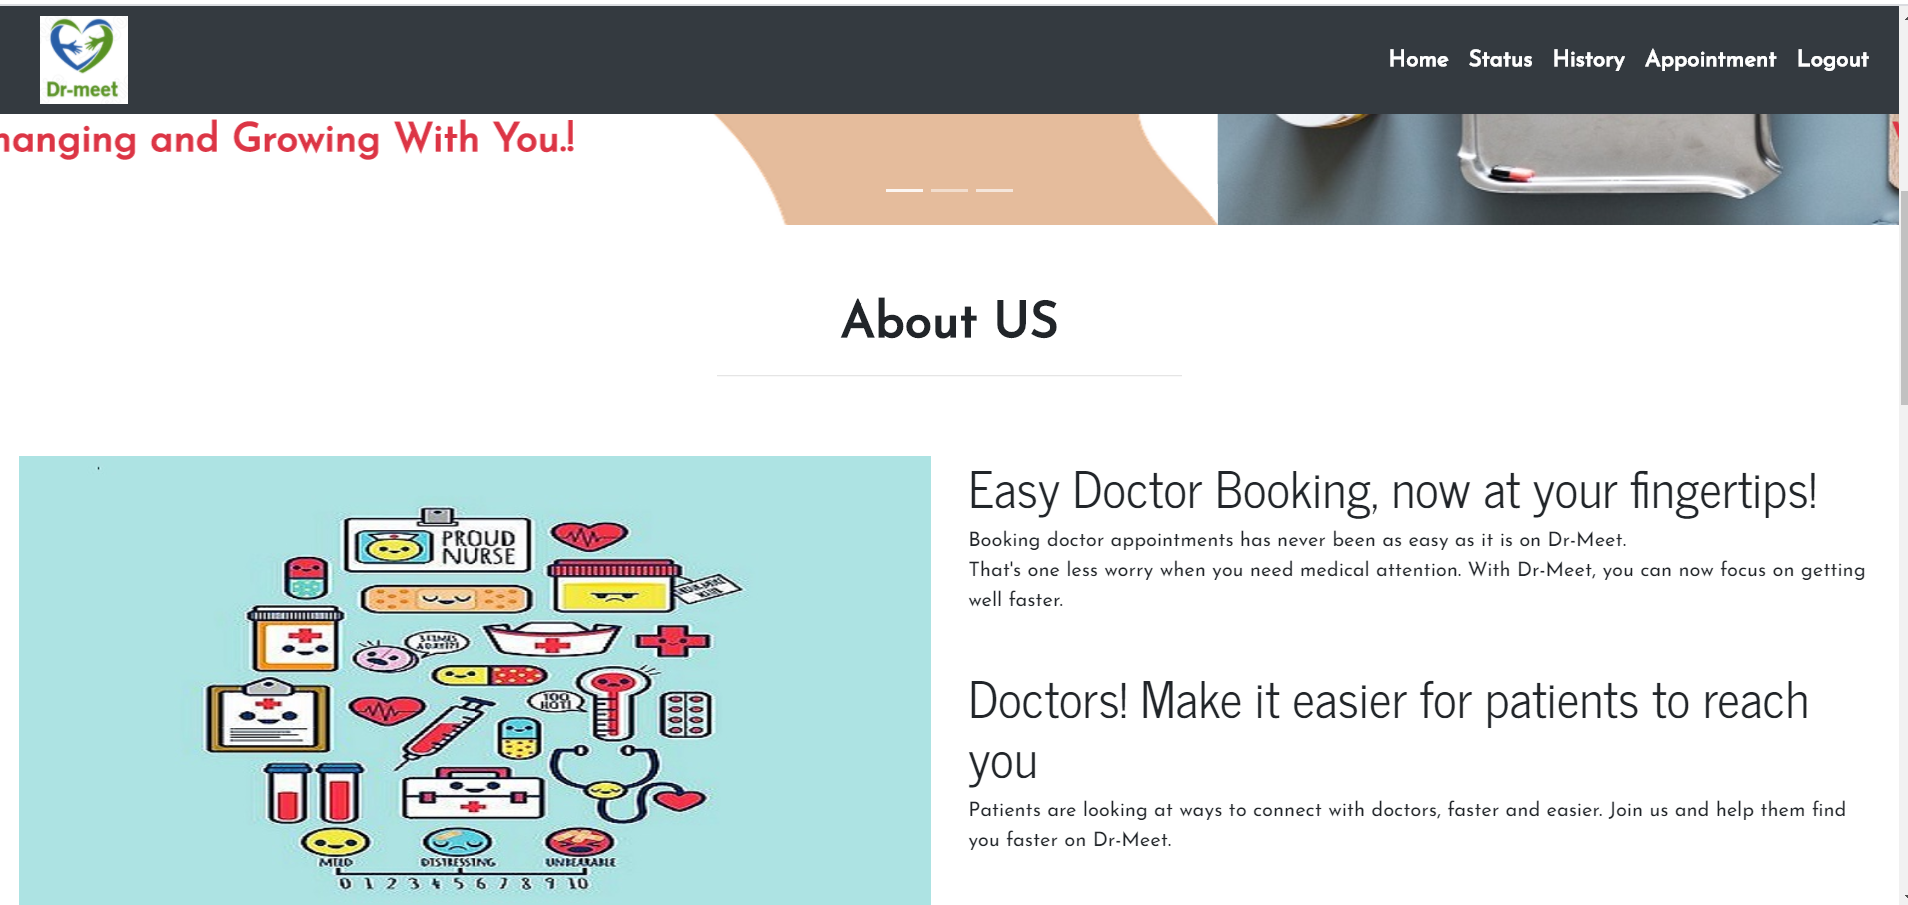 Dr-meet
Home Status History Appointment Logout
hanging and Growing With You.!
About US
PROUD
NURSE
100
HOT!
MILD DISTRESSING UNBEARABLE
0 1 2 3 4 5 6 7 8 9 10
Easy Doctor Booking, now at your fingertips!
Booking doctor appointments has never been as easy as it is on Dr-Meet.
That's one less worry when you need medical attention. With Dr-Meet, you can now focus on getting
well faster.
Doctors! Make it easier for patients to reach
you
Patients are looking at ways to connect with doctors, faster and easier. Join us and help them find
you faster on Dr-Meet.